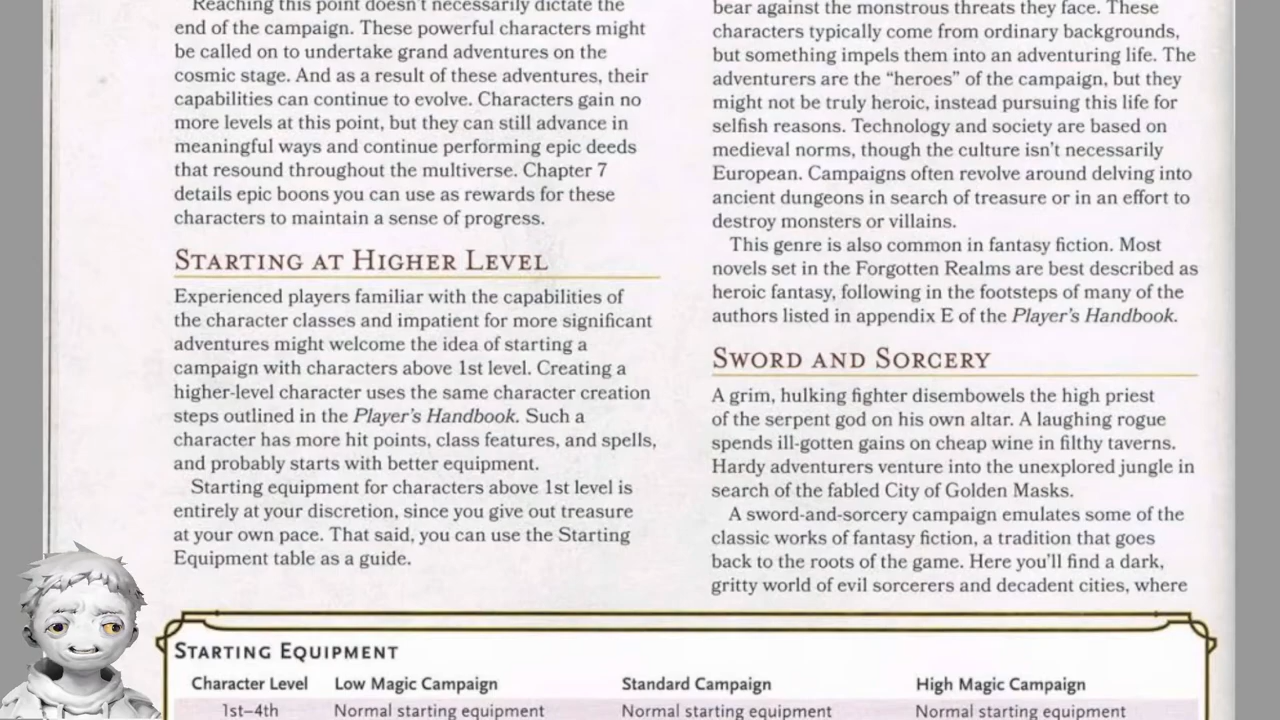 Reaching this point doesn't necessarily dictate the
end of the campaign. These powerful characters might
be called on to undertake grand adventures on the
cosmic stage. And as a result of these adventures, their
capabilities can continue to evolve. Characters gain no
more levels at this point, but they can still advance in
meaningful ways and continue performing epic deeds
that resound throughout the multiverse. Chapter 7
details epic boons you can use as rewards for these
characters to maintain a sense of progress.
Starting at Higher Level
Experienced players familiar with the capabilities of
the character classes and impatient for more significant
adventures might welcome the idea of starting a
campaign with characters above 1st level. Creating a
higher-level character uses the same character creation
steps outlined in the Player's Handbook. Such a
character has more hit points, class features, and spells,
and probably starts with better equipment.
Starting equipment for characters above 1st level is
entirely at your discretion, since you give out treasure
at your own pace. That said, you can use the Starting
Equipment table as a guide.
bear against the monstrous threats they face. These
characters typically come from ordinary backgrounds,
but something impels them into an adventuring life. The
adventurers are the “heroes” of the campaign, but they
might not be truly heroic, instead pursuing this life for
selfish reasons. Technology and society are based on
medieval norms, though the culture isn't necessarily
European. Campaigns often revolve around delving into
ancient dungeons in search of treasure or in an effort to
destroy monsters or villains.
This genre is also common in fantasy fiction. Most
novels set in the Forgotten Realms are best described as
heroic fantasy, following in the footsteps of many of the
authors listed in appendix E of the Player's Handbook.
Sword and Sorcery
A grim, hulking fighter disembowels the high priest
of the serpent god on his own altar. A laughing rogue
spends ill-gotten gains on cheap wine in filthy taverns.
Hardy adventurers venture into the unexplored jungle in
search of the fabled City of Golden Masks.
A sword-and-sorcery campaign emulates some of the
classic works of fantasy fiction, a tradition that goes
back to the roots of the game. Here you'll find a dark,
gritty world of evil sorcerers and decadent cities, where
Starting Equipment
Character Level Low Magic Campaign Standard Campaign High Magic Campaign
1st–4th Normal starting equipment Normal starting equipment Normal starting equipment